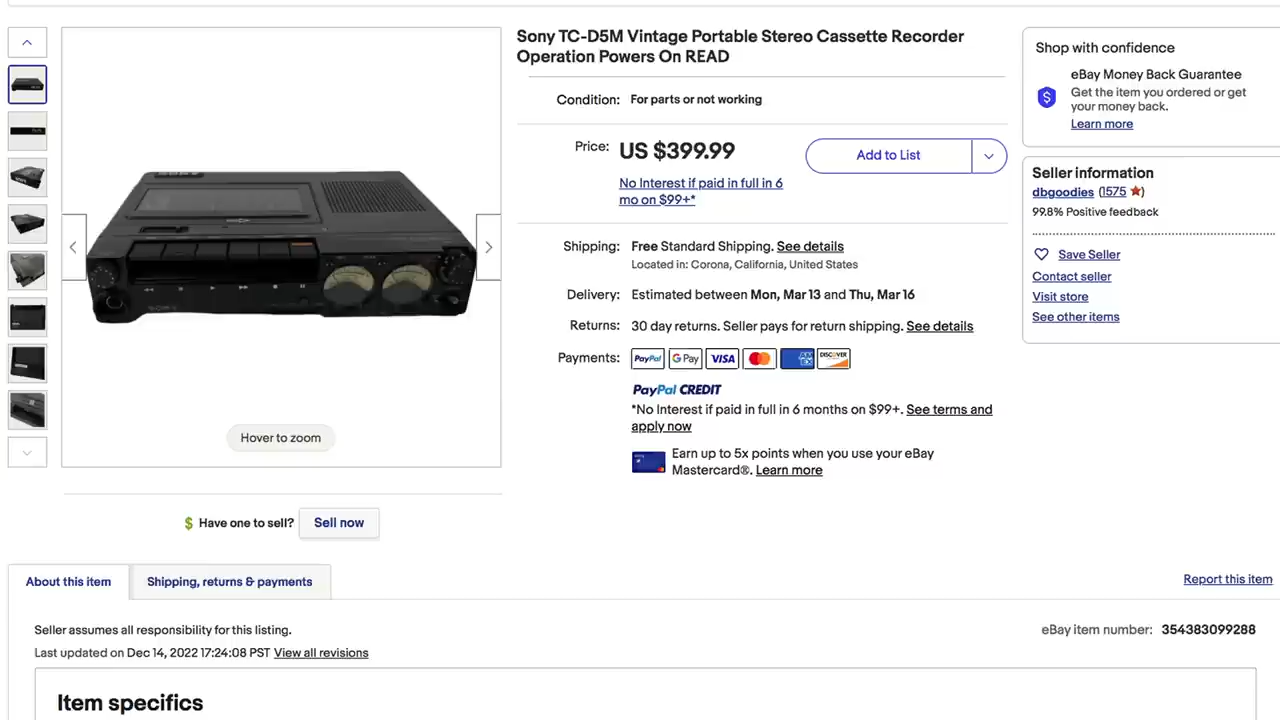 Sony TC-D5M Vintage Portable Stereo Cassette Recorder
Operation Powers On READ
Condition: For parts or not working
Price: US $399.99
Add to List
No Interest if paid in full in 6
mo on $99+*
Shipping: Free Standard Shipping. See details
Located in: Corona, California, United States
Delivery: Estimated between Mon, Mar 13 and Thu, Mar 16
Returns: 30 day returns. Seller pays for return shipping. See details
Payments: PayPal G Pay VISA DISCOVER
PayPal CREDIT
*No Interest if paid in full in 6 months on $99+. See terms and
apply now
Earn up to 5x points when you use your eBay
Mastercard®. Learn more
Shop with confidence
eBay Money Back Guarantee
Get the item you ordered or get
your money back.
Learn more
Seller information
dbgoodies (1575)
99.8% Positive feedback
Save Seller
Contact seller
Visit store
See other items
SONY
Hover to zoom
$ Have one to sell? Sell now
About this item
Shipping, returns & payments
Report this item
Seller assumes all responsibility for this listing.
Last updated on Dec 14, 2022 17:24:08 PST View all revisions
eBay item number: 354383099288
Item specifics